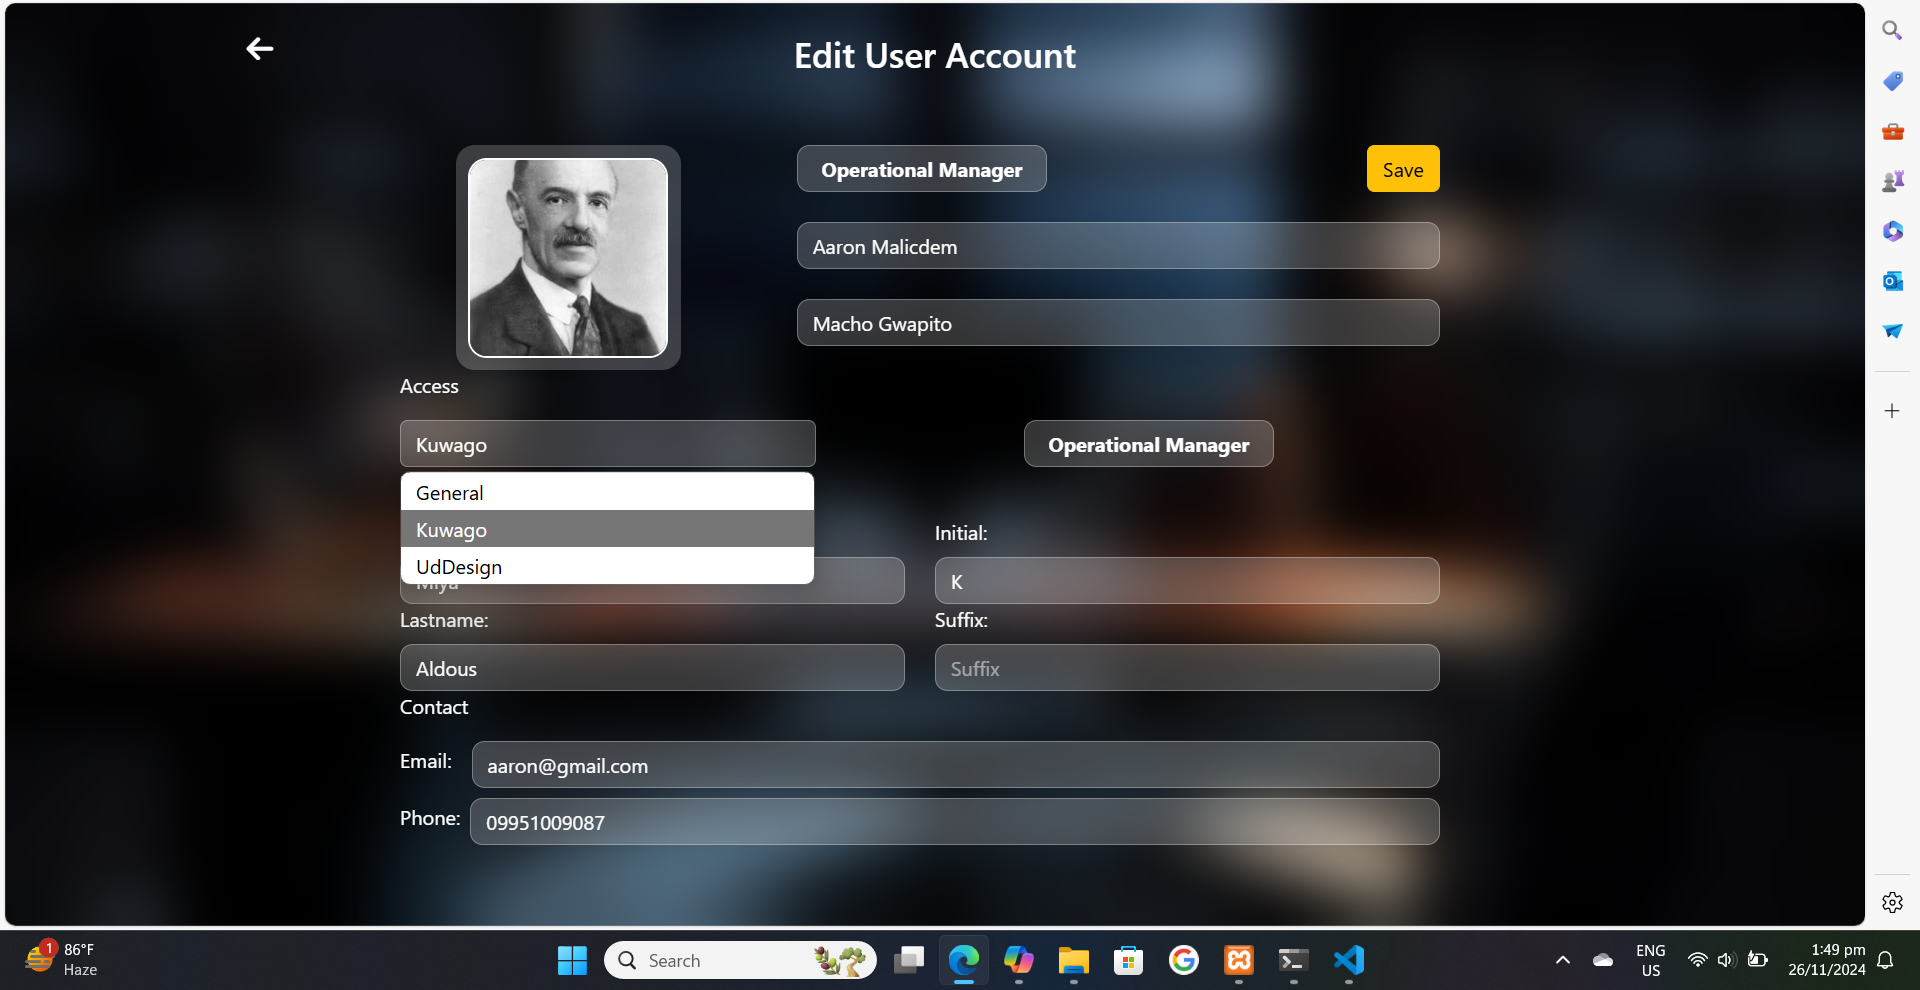 Edit User Account
Operational Manager
Save
Aaron Malicdem
Macho Gwapito
Access
Kuwago
Operational Manager
General
Kuwago
UdDesign
Initial:
Miya
K
Lastname:
Suffix:
Aldous
Suffix
Contact
Email:
aaron@gmail.com
Phone:
09951009087
1
86°F
Haze
Search
ENG
US
1:49 pm
26/11/2024